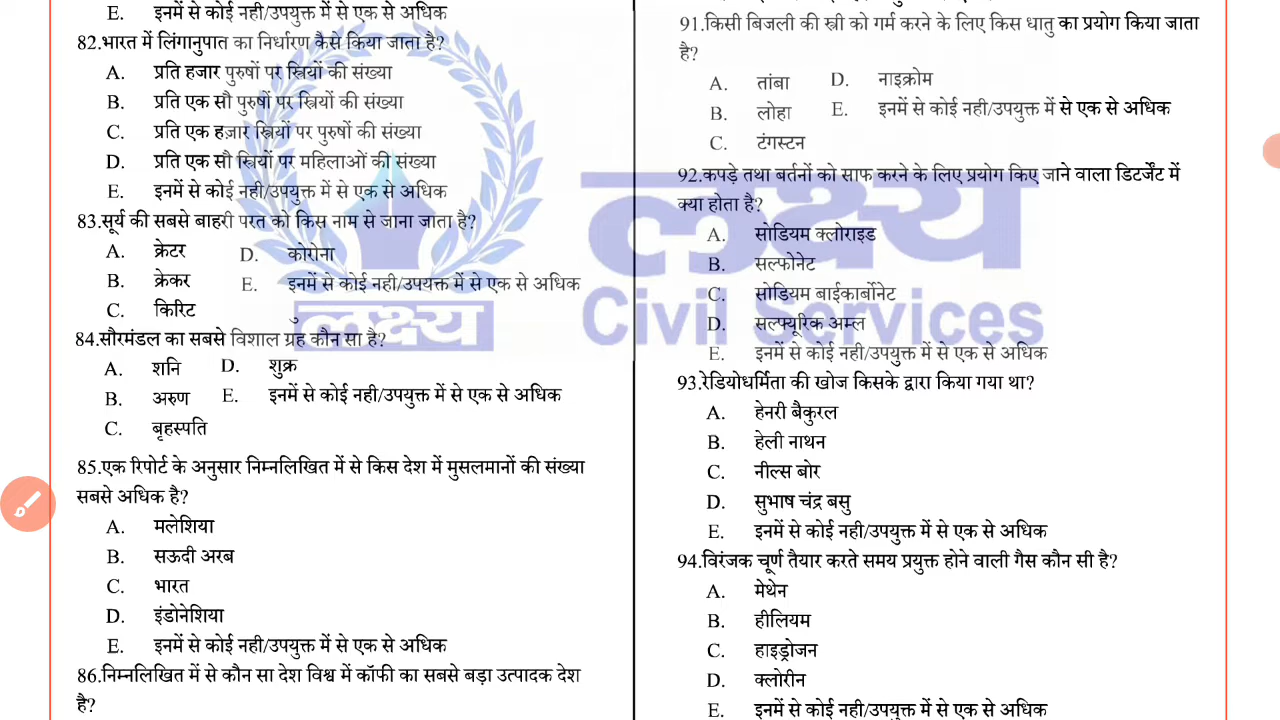 E. इनमें से कोई नही/उपयुक्त में से एक से अधिक
82.भारत में लिंगानुपात का निर्धारण कैसे किया जाता है?
A. प्रति हजार पुरुषों पर स्त्रियों की संख्या
B. प्रति एक सौ पुरुषों पर स्त्रियों की संख्या
C. प्रति एक हज़ार स्त्रियों पर पुरुषों की संख्या
D. प्रति एक सौ स्त्रियों पर महिलाओं की संख्या
E. इनमें से कोई नही/उपयुक्त में से एक से अधिक
83.सूर्य की सबसे बाहरी परत को किस नाम से जाना जाता है?
A. क्रेटर D. कोरोना
B. क्रेकर E. इनमें से कोई नही/उपयक्त में से एक से अधिक
C. किरिट
84.सौरमंडल का सबसे विशाल ग्रह कौन सा है?
A. शनि D. शुक्र
B. अरुण E. इनमें से कोई नही/उपयुक्त में से एक से अधिक
C. बृहस्पति
85.एक रिपोर्ट के अनुसार निम्नलिखित में से किस देश में मुसलमानों की संख्या
सबसे अधिक है?
A. मलेशिया
B. सऊदी अरब
C. भारत
D. इंडोनेशिया
E. इनमें से कोई नही/उपयुक्त में से एक से अधिक
86.निम्नलिखित में से कौन सा देश विश्व में कॉफी का सबसे बड़ा उत्पादक देश
है?
91.किसी बिजली की स्त्री को गर्म करने के लिए किस धातु का प्रयोग किया जाता
है?
A. तांबा D. नाइक्रोम
B. लोहा E. इनमें से कोई नही/उपयुक्त में से एक से अधिक
C. टंगस्टन
92.कपड़े तथा बर्तनों को साफ करने के लिए प्रयोग किए जाने वाला डिटर्जेंट में
क्या होता है?
A. सोडियम क्लोराइड
B. सल्फोनेट
C. सोडियम बाईकार्बोनेट
D. सल्फ्यूरिक अम्ल
E. इनमें से कोई नही/उपयुक्त में से एक से अधिक
93.रेडियोधर्मिता की खोज किसके द्वारा किया गया था?
A. हेनरी बैकुरल
B. हेली नाथन
C. नील्स बोर
D. सुभाष चंद्र बसु
E. इनमें से कोई नही/उपयुक्त में से एक से अधिक
94.विरंजक चूर्ण तैयार करते समय प्रयुक्त होने वाली गैस कौन सी है?
A. मेथेन
B. हीलियम
C. हाइड्रोजन
D. क्लोरीन
E. इनमें से कोई नही/उपयुक्त में से एक से अधिक
लक्ष्य
लक्ष्य
Civil Services